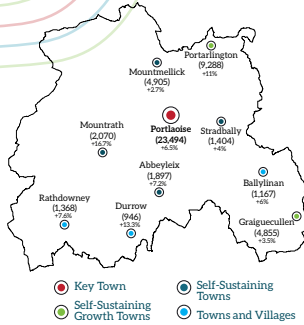 Portarlington
(9,288)
+11%
Mountmellick
(4,905)
+2.7%
Portlaoise
(23,494)
+6.5%
Stradbally
(1,404)
+4%
Mountrath
(2,070)
+16.7%
Abbeyleix
(1,897)
+7.2%
Ballylinan
(1,167)
+6%
Rathdowney
(1,368)
+7.6%
Durrow
(946)
+13.3%
Graiguecullen
(4,855)
+3.5%
Key Town
Self-Sustaining
Towns
Self-Sustaining
Growth Towns
Towns and Villages